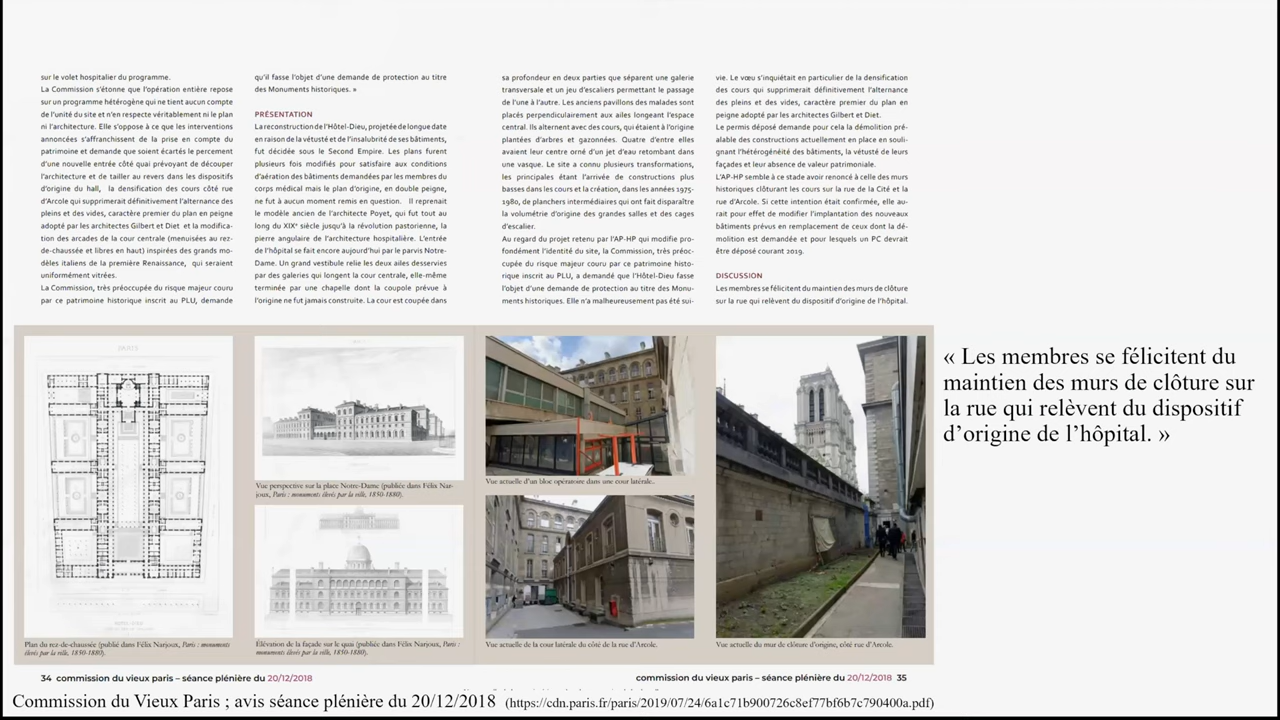 sur le volet hospitalier du programme.
La Commission s'étonne que l'opération entière repose
sur un programme hétérogène qui ne tient aucun compte
de l'unité du site et n'en respecte véritablement ni le plan
ni l'architecture. Elle s'oppose à ce que les interventions
annoncées s'affranchissent de la prise en compte du
patrimoine et demande que soient écartés le percement
d'une nouvelle entrée côté quai prévoyant de découper
l'architecture et de tailler au revers dans les dispositifs
d'origine du hall, la densification des cours côté rue
d'Arcole qui supprimerait définitivement l'alternance des
pleins et des vides, caractère premier du plan en peigne
adopté par les architectes Gilbert et Diet et la modifica-
tion des arcades de la cour centrale (menuisées au rez-
de-chaussée et libres en haut) inspirées des grands mo-
dèles italiens de la première Renaissance, qui seraient
uniformément vitrées.
La Commission, très préoccupée du risque majeur couru
par ce patrimoine historique inscrit au PLU, demande
qu'il fasse l'objet d'une demande de protection au titre
des Monuments historiques. »
PRÉSENTATION
La reconstruction de l'Hôtel-Dieu, projetée de longue date
en raison de la vétusté et de l'insalubrité de ses bâtiments,
fut décidée sous le Second Empire. Les plans furent
plusieurs fois modifiés pour satisfaire aux conditions
d'aération des bâtiments demandées par les membres du
corps médical mais le plan d'origine, en double peigne,
ne fut à aucun moment remis en question. Il reprenait
le modèle ancien de l'architecte Poyet, qui fut tout au
long du XIXe siècle jusqu'à la révolution pastorienne, la
pierre angulaire de l'architecture hospitalière. L'entrée
de l'hôpital se fait encore aujourd'hui par le parvis Notre-
Dame. Un grand vestibule relie les deux ailes desservies
par des galeries qui longent la cour centrale, elle-même
terminée par une chapelle dont la coupole prévue à
l'origine ne fut jamais construite. La cour est coupée dans
sa profondeur en deux parties que séparent une galerie
transversale et un jeu d'escaliers permettant le passage
de l'une à l'autre. Les anciens pavillons des malades sont
placés perpendiculairement aux ailes longeant l'espace
central. Ils alternent avec des cours, qui étaient à l'origine
plantées d'arbres et gazonnées. Quatre d'entre elles
avaient leur centre orné d'un jet d'eau retombant dans
une vasque. Le site a connu plusieurs transformations,
les principales étant l'arrivée de constructions plus
basses dans les cours et la création, dans les années 1975-
1980, de planchers intermédiaires qui ont fait disparaître
la volumétrie d'origine des grandes salles et des cages
d'escalier.
Au regard du projet retenu par l'AP-HP qui modifie pro-
fondément l'identité du site, la Commission, très préoc-
cupée du risque majeur couru par ce patrimoine histo-
rique inscrit au PLU, a demandé que l'Hôtel-Dieu fasse
l'objet d'une demande de protection au titre des Monu-
ments historiques. Elle n'a malheureusement pas été sui-
vie. Le vœu s'inquiétait en particulier de la densification
des cours qui supprimerait définitivement l'alternance
des pleins et des vides, caractère premier du plan en
peigne adopté par les architectes Gilbert et Diet.
Le permis déposé demande pour cela la démolition pré-
alable des constructions actuellement en place en souli-
gnant l'hétérogénéité des bâtiments, la vétusté de leurs
façades et leur absence de valeur patrimoniale.
L'AP-HP semble à ce stade avoir renoncé à celle des murs
historiques clôturant les cours sur la rue de la Cité et la
rue d'Arcole. Si cette intention était confirmée, elle au-
rait pour effet de modifier l'implantation des nouveaux
bâtiments prévus en remplacement de ceux dont la dé-
molition est demandée et pour lesquels un PC devrait
être déposé courant 2019.
DISCUSSION
Les membres se félicitent du maintien des murs de clôture
sur la rue qui relèvent du dispositif d'origine de l'hôpital.
« Les membres se félicitent du
maintien des murs de clôture sur
la rue qui relèvent du dispositif
d'origine de l'hôpital. »
PARIS
Plan du rez-de-chaussée (publié dans Félix Narjoux, Paris : monuments
élevés par la ville, 1850-1880).
Vue perspective sur la place Notre-Dame (publiée dans Félix Nar-
joux, Paris : monuments élevés par la ville, 1850-1880).
Élévation de la façade sur le quai (publiée dans Félix Narjoux, Paris :
monuments élevés par la ville, 1850-1880).
Vue actuelle d'un bloc opératoire dans une cour latérale.
Vue actuelle de la cour latérale du côté de la rue d'Arcole.
Vue actuelle du mur de clôture d'origine, côté rue d'Arcole.
34 commission du vieux paris – séance plénière du 20/12/2018
commission du vieux paris – séance plénière du 20/12/2018 35
Commission du Vieux Paris ; avis séance plénière du 20/12/2018 (https://cdn.paris.fr/paris/2019/07/24/6a1c71b900726c8ef77bf6b7c790400a.pdf)